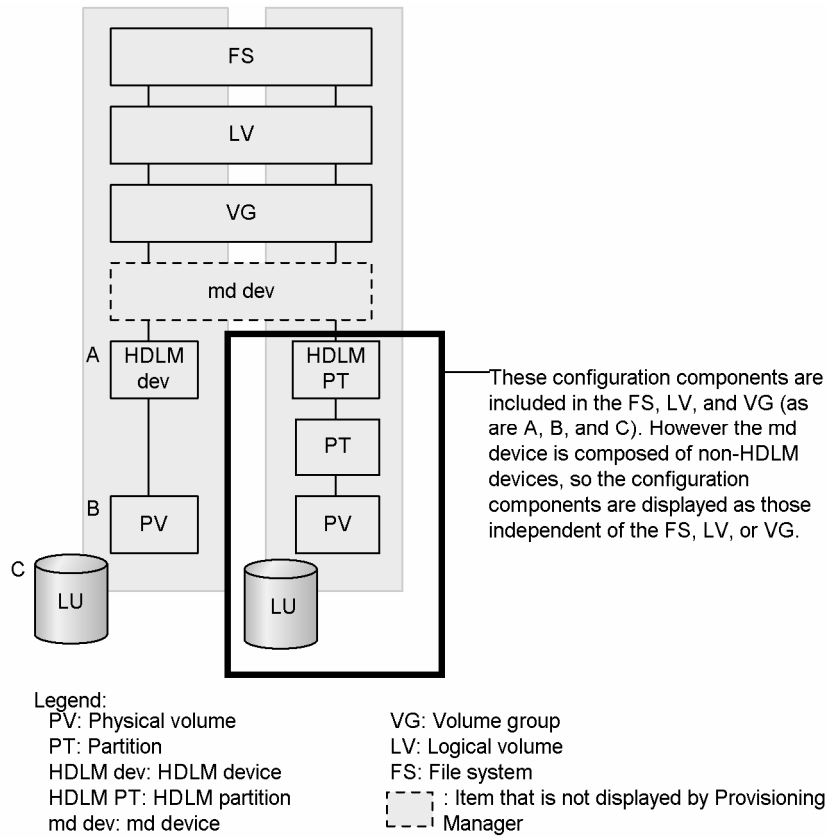 FS
LV
VG
md dev
A
HDLM
dev
HDLM
PT
PT
B
PV
PV
C
LU
LU
These configuration components are
included in the FS, LV, and VG (as
are A, B, and C). However the md
device is composed of non-HDLM
devices, so the configuration
components are displayed as those
independent of the FS, LV, or VG.
Legend:
PV: Physical volume
PT: Partition
HDLM dev: HDLM device
HDLM PT: HDLM partition
md dev: md device
VG: Volume group
LV: Logical volume
FS: File system
: Item that is not displayed by Provisioning
Manager